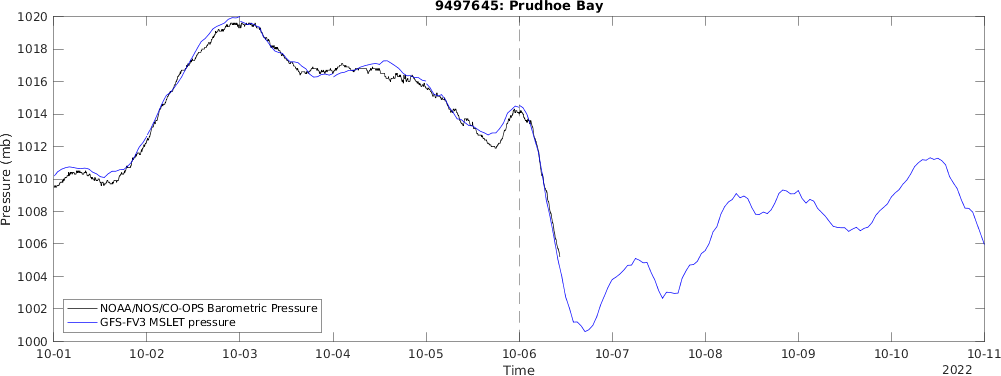 9497645: Prudhoe Bay
1020
1018
1016
1014
1012
1010
1008
1006
1004
1002
1000
Pressure (mb)
NOAA/NOS/CO-OPS Barometric Pressure
GFS-FV3 MSLET pressure
10-01 10-02 10-03 10-04 10-05 10-06 10-07 10-08 10-09 10-10 10-11
Time
2022